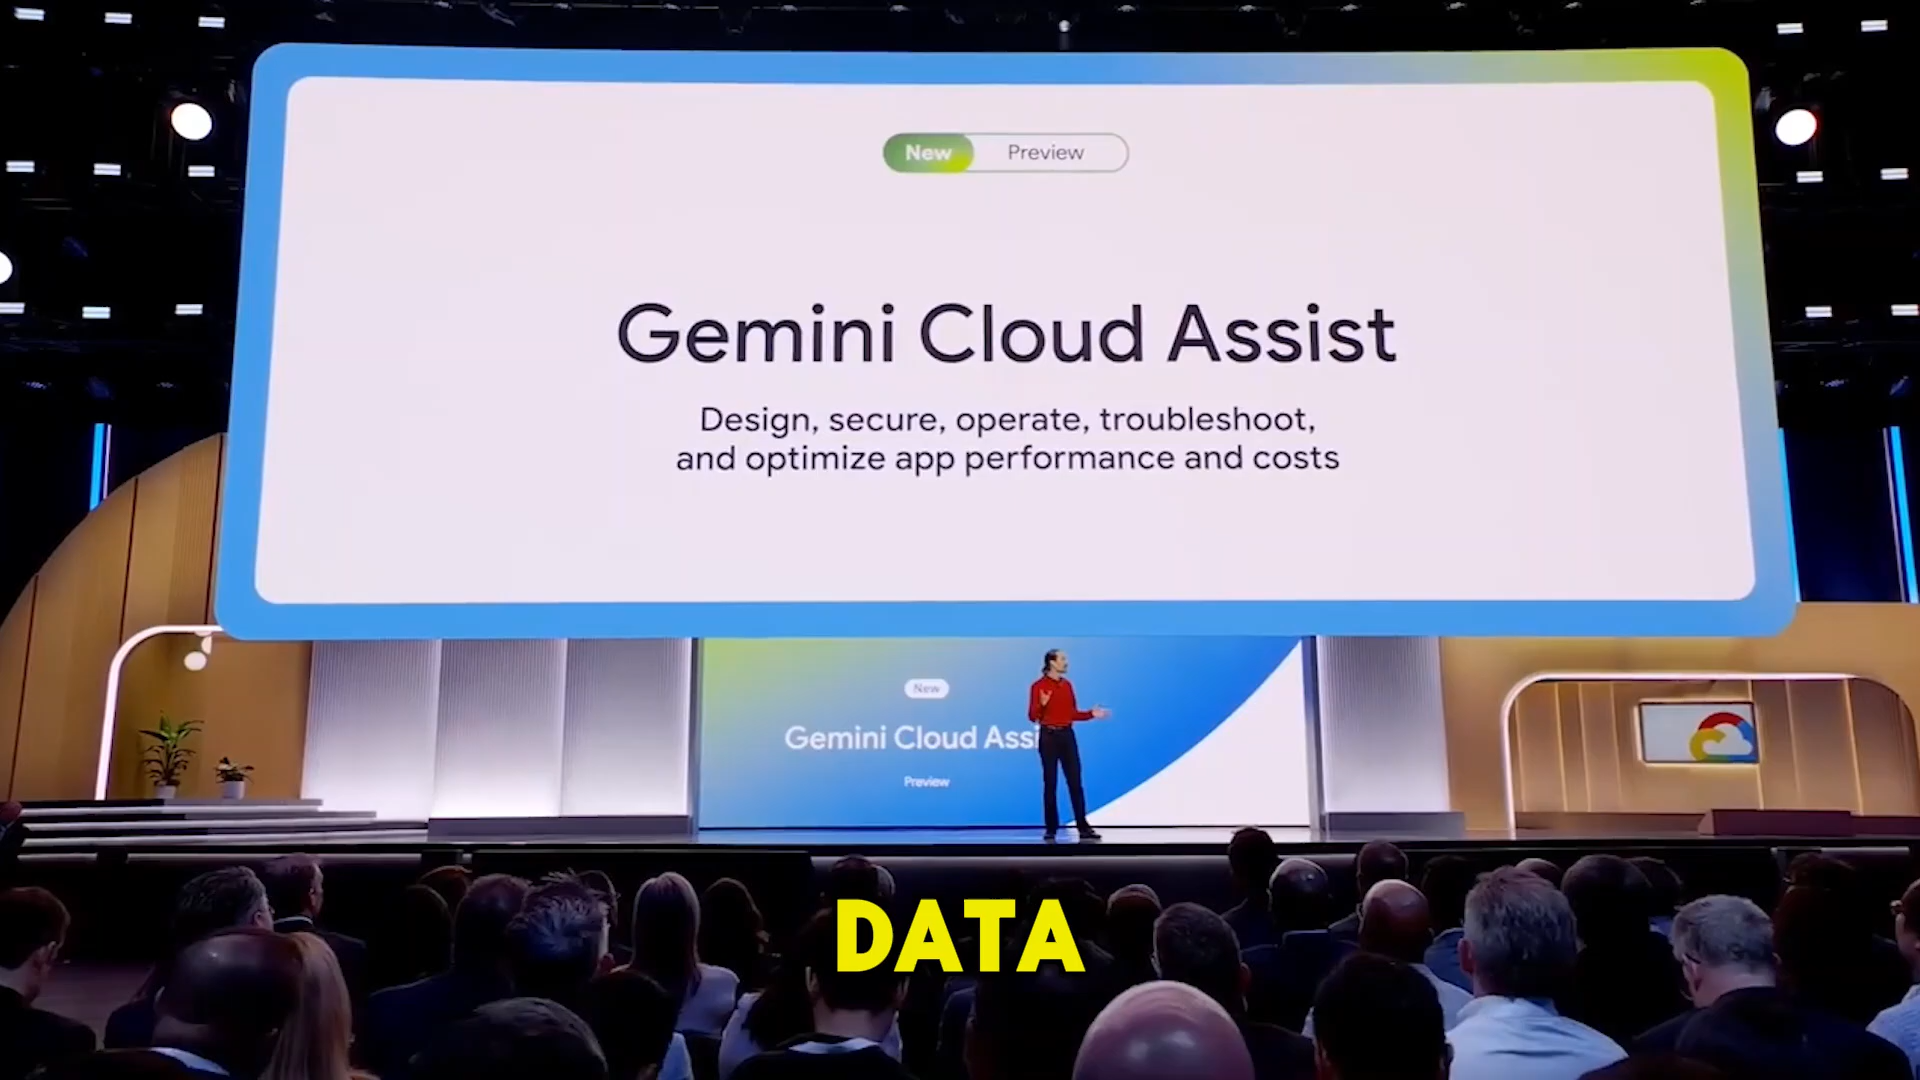 New Preview
Gemini Cloud Assist
Design, secure, operate, troubleshoot,
and optimize app performance and costs
New
Gemini Cloud Assi
Preview
DATA